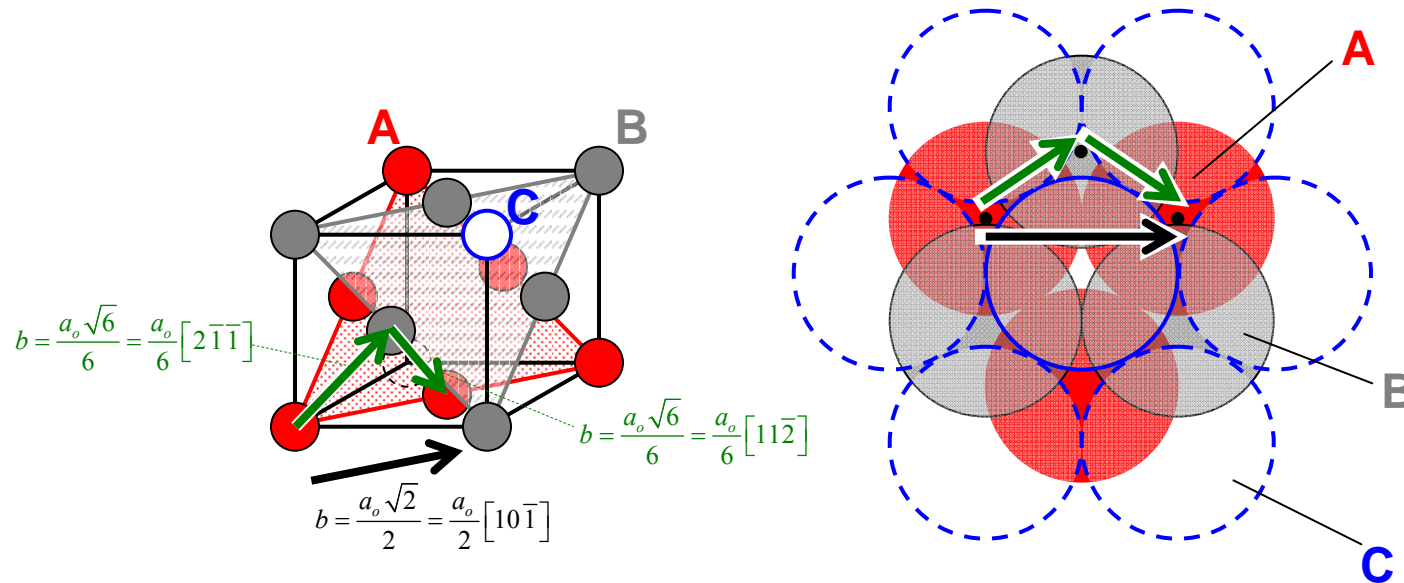 A
B
C
b = a_o√6/6 = a_o/6 [2 1̅ 1̅]
b = a_o√6/6 = a_o/6 [1 1 2̅]
b = a_o√2/2 = a_o/2 [1 0 1̅]
A
B
C